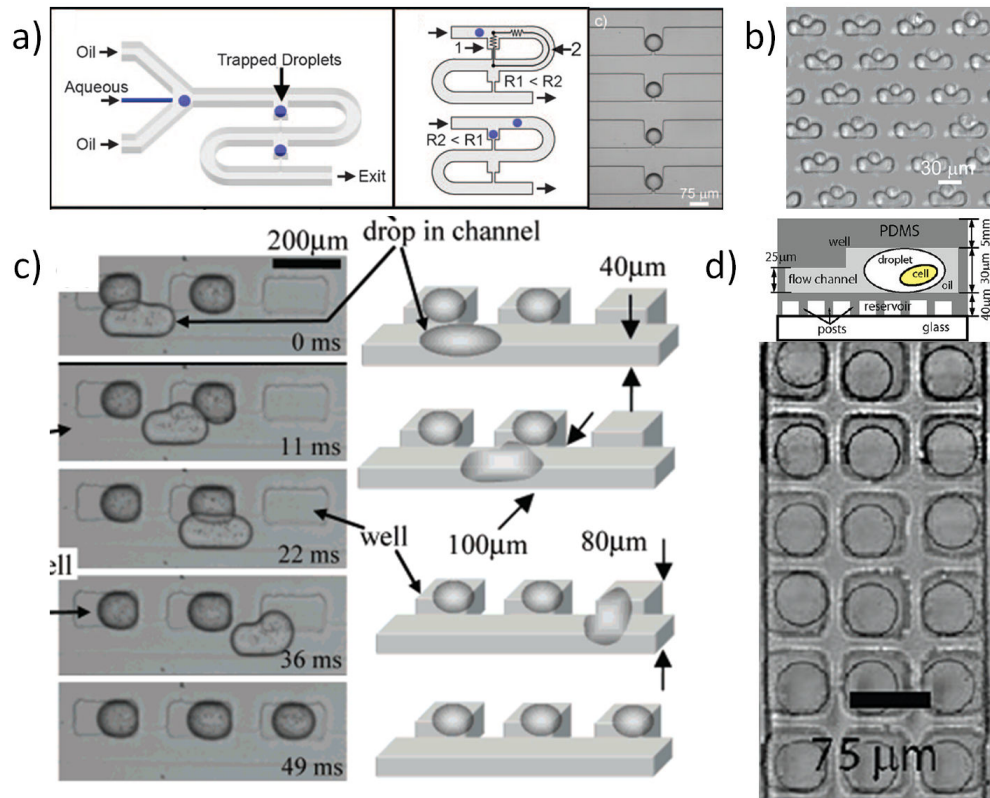 a)
Oil
Aqueous
Oil
Trapped Droplets
Exit
1
2
R1 < R2
R2 < R1
c)
75 µm
b)
30 µm
c)
200µm
drop in channel
0 ms
11 ms
22 ms
ell
36 ms
49 ms
well
40µm
100µm
80µm
d)
PDMS
5mm
well
25µm
droplet
cell
flow channel
oil
30µm
reservoir
40µm
posts
glass
75 µm